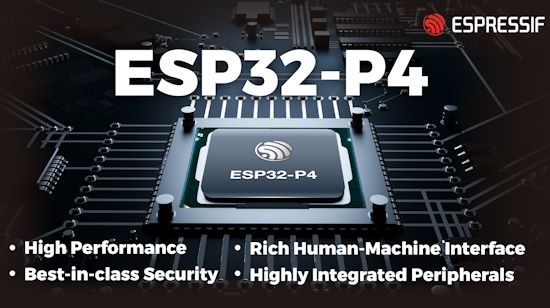 ESPRESSIF
ESP32-P4
ESP32-P4
• High Performance
• Rich Human-Machine Interface
• Best-in-class Security
• Highly Integrated Peripherals